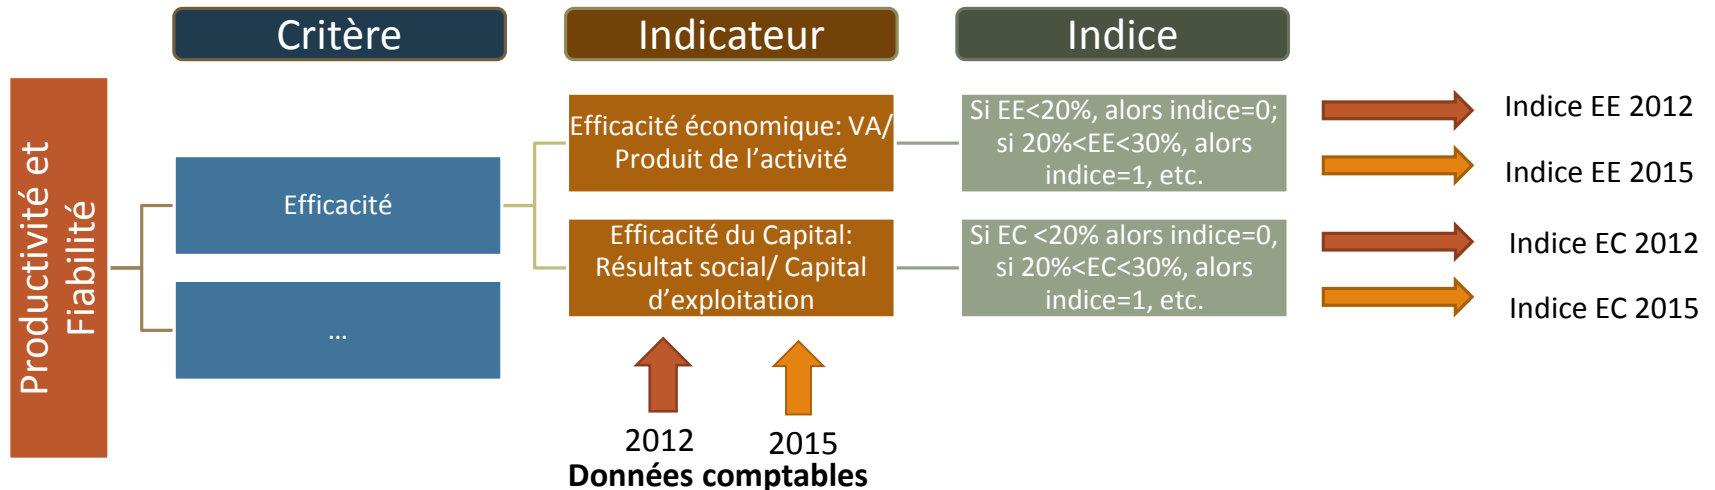 Critère
Indicateur
Indice
Productivité et
Fiabilité
Efficacité
...
Efficacité économique: VA/
Produit de l’activité
Efficacité du Capital:
Résultat social/ Capital
d’exploitation
Si EE<20%, alors indice=0;
si 20%<EE<30%, alors
indice=1, etc.
Si EC <20% alors indice=0,
si 20%<EC<30%, alors
indice=1, etc.
Indice EE 2012
Indice EE 2015
Indice EC 2012
Indice EC 2015
2012
2015
Données comptables